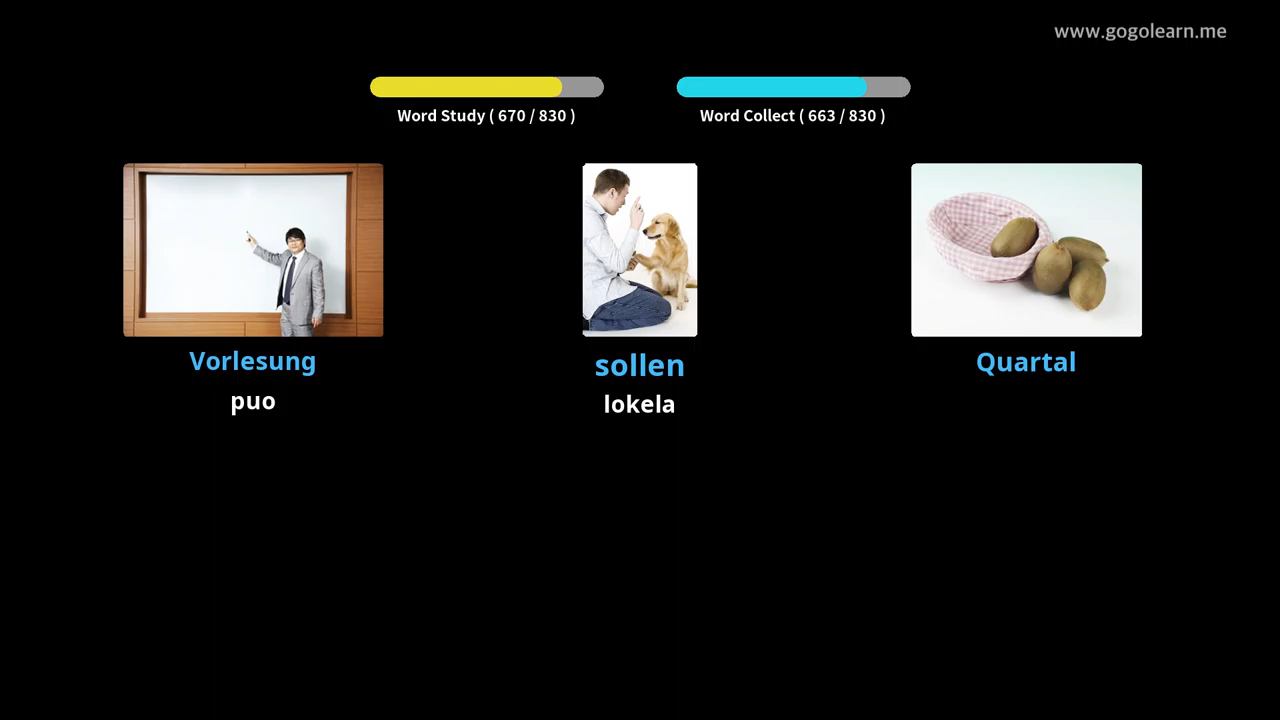 www.gogolearn.me
Word Study ( 670 / 830 )
Word Collect ( 663 / 830 )
Vorlesung
sollen
Quartal
puo
lokela